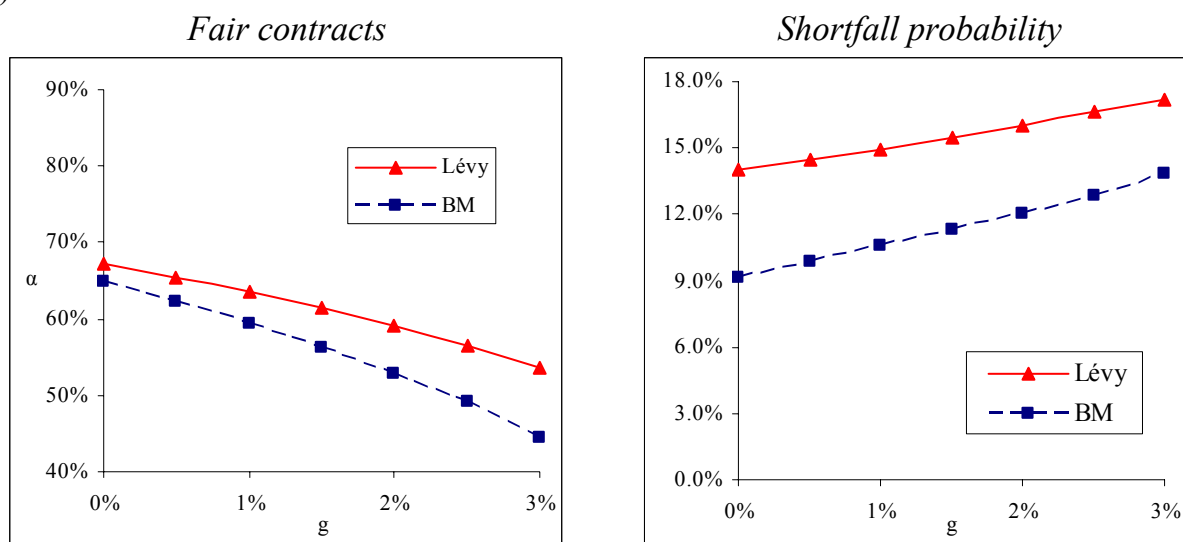 )
Fair contracts
90%
80%
70%
α
60%
50%
40%
0%
1%
2%
3%
g
Lévy
BM
Shortfall probability
18.0%
15.0%
12.0%
9.0%
6.0%
3.0%
0.0%
0%
1%
2%
3%
g
Lévy
BM